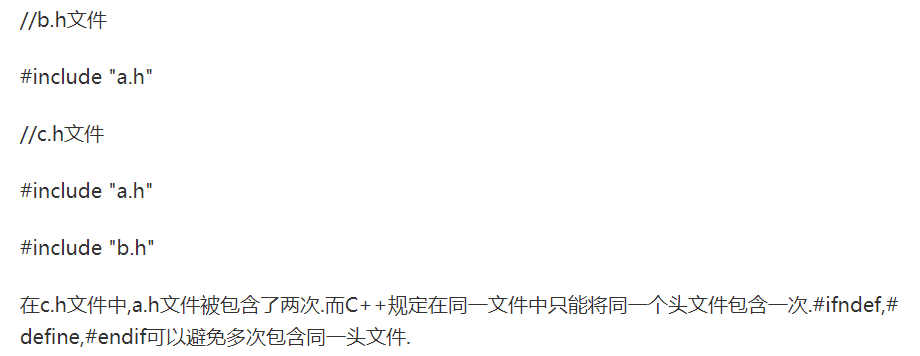 //b.h文件
#include "a.h"
//c.h文件
#include "a.h"
#include "b.h"
在c.h文件中,a.h文件被包含了两次.而C++规定在同一文件中只能将同一个头文件包含一次.#ifndef,#
define,#endif可以避免多次包含同一头文件.